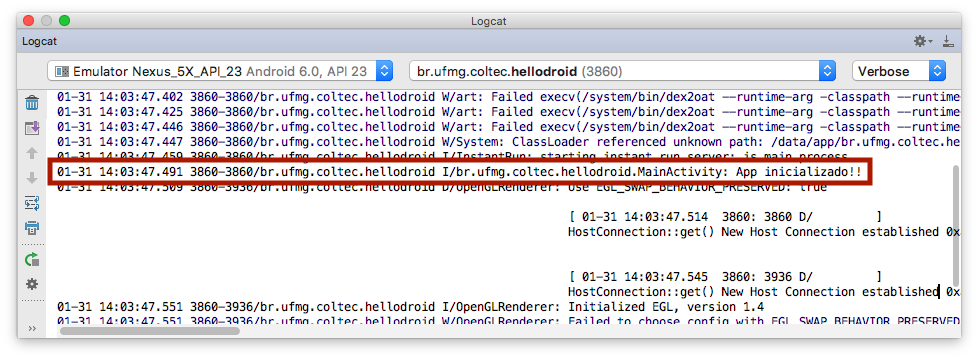 Logcat
Logcat
Emulator Nexus_5X_API_23 Android 6.0, API 23 br.ufmg.coltec.hellodroid (3860) Verbose
01-31 14:03:47.402 3860-3860/br.ufmg.coltec.hellodroid W/art: Failed execv(/system/bin/dex2oat --runtime-arg -classpath --runtime-
01-31 14:03:47.425 3860-3860/br.ufmg.coltec.hellodroid W/art: Failed execv(/system/bin/dex2oat --runtime-arg -classpath --runtime-
01-31 14:03:47.446 3860-3860/br.ufmg.coltec.hellodroid W/art: Failed execv(/system/bin/dex2oat --runtime-arg -classpath --runtime-
01-31 14:03:47.447 3860-3860/br.ufmg.coltec.hellodroid W/System: ClassLoader referenced unknown path: /data/app/br.ufmg.coltec.he
01-31 14:03:47.459 3860-3860/br.ufmg.coltec.hellodroid I/InstantRun: starting instant run server: is main process
01-31 14:03:47.491 3860-3860/br.ufmg.coltec.hellodroid I/br.ufmg.coltec.hellodroid.MainActivity: App inicializado!!
01-31 14:03:47.509 3860-3936/br.ufmg.coltec.hellodroid D/OpenGLRenderer: Use EGL_SWAP_BEHAVIOR_PRESERVED: true
[ 01-31 14:03:47.514 3860: 3860 D/ ]
HostConnection::get() New Host Connection established 0x
[ 01-31 14:03:47.545 3860: 3936 D/ ]
HostConnection::get() New Host Connection established 0x
01-31 14:03:47.551 3860-3936/br.ufmg.coltec.hellodroid I/OpenGLRenderer: Initialized EGL, version 1.4
01-31 14:03:47.551 3860-3936/br.ufmg.coltec.hellodroid W/OpenGLRenderer: Failed to choose config with EGL_SWAP_BEHAVIOR_PRESERVED